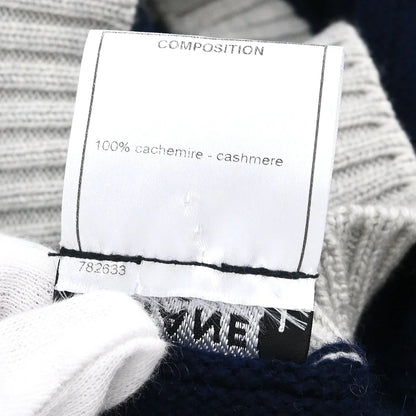 COMPOSITION
100% cachemire - cashmere
782633